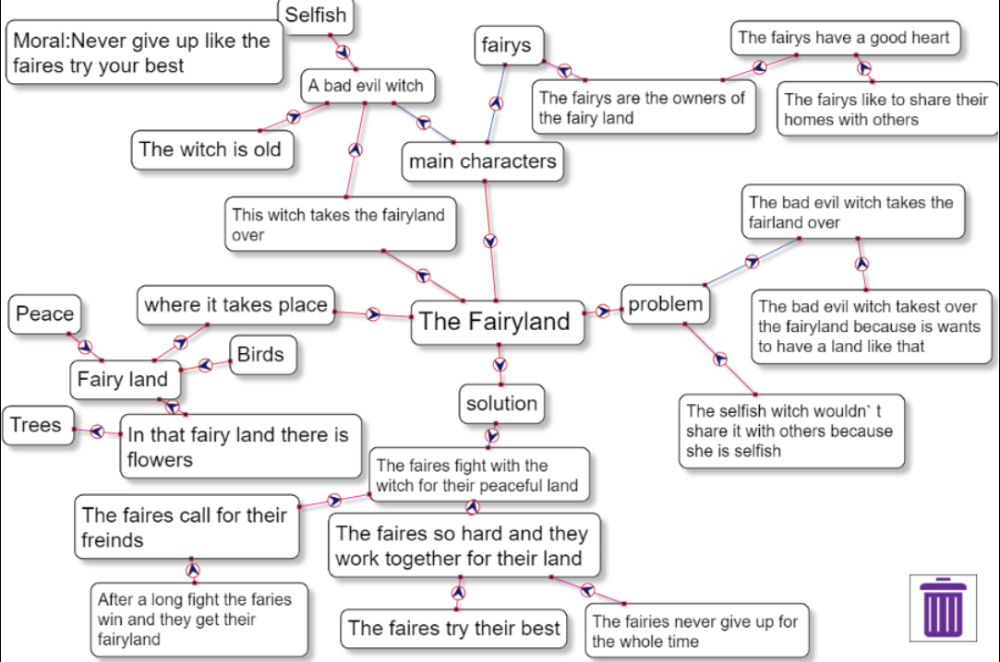 Selfish
Moral:Never give up like the
faires try your best
A bad evil witch
The witch is old
This witch takes the fairyland
over
main characters
fairys
The fairys are the owners of
the fairy land
The fairys have a good heart
The fairys like to share their
homes with others
The bad evil witch takes the
fairland over
problem
The bad evil witch takest over
the fairyland because is wants
to have a land like that
The selfish witch wouldn` t
share it with others because
she is selfish
The Fairyland
where it takes place
Peace
Fairy land
Birds
Trees
In that fairy land there is
flowers
solution
The faires fight with the
witch for their peaceful land
The faires call for their
freinds
After a long fight the faries
win and they get their
fairyland
The faires so hard and they
work together for their land
The faires try their best
The fairies never give up for
the whole time